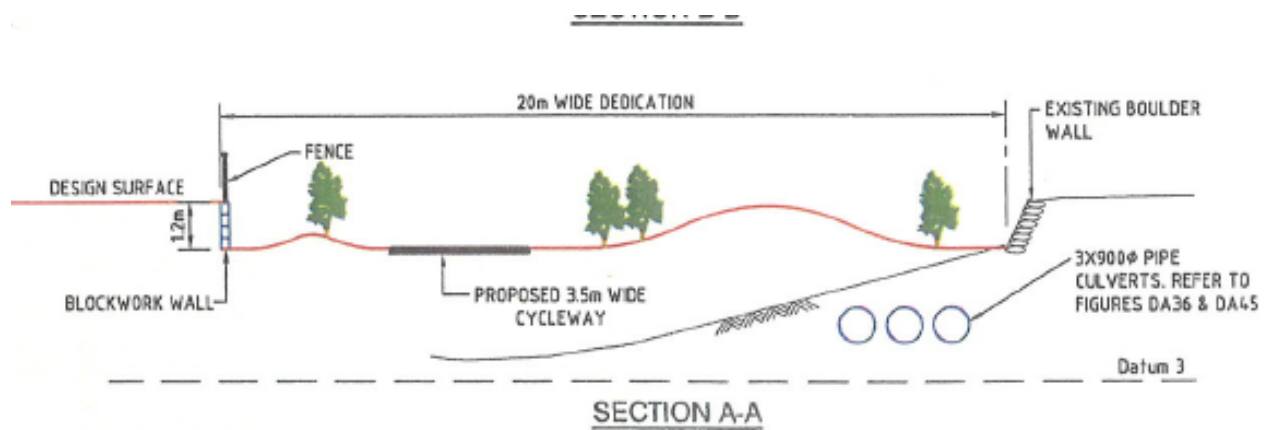 20m WIDE DEDICATION
EXISTING BOULDER
WALL
FENCE
DESIGN SURFACE
1.2m
BLOCKWORK WALL
PROPOSED 3.5m WIDE
CYCLEWAY
3X900ϕ PIPE
CULVERTS. REFER TO
FIGURES DA36 & DA45
Datum 3
SECTION A-A